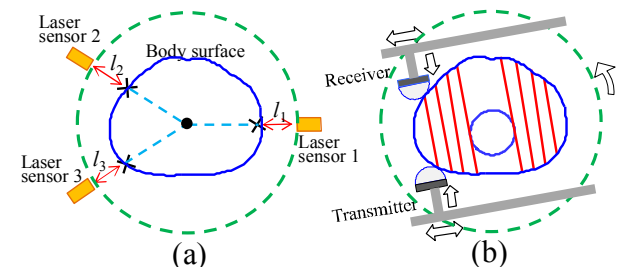 Laser
sensor 2
l2
Body surface
l1
Laser
sensor 1
Laser
sensor 3
l3
(a)
Receiver
Transmitter
(b)